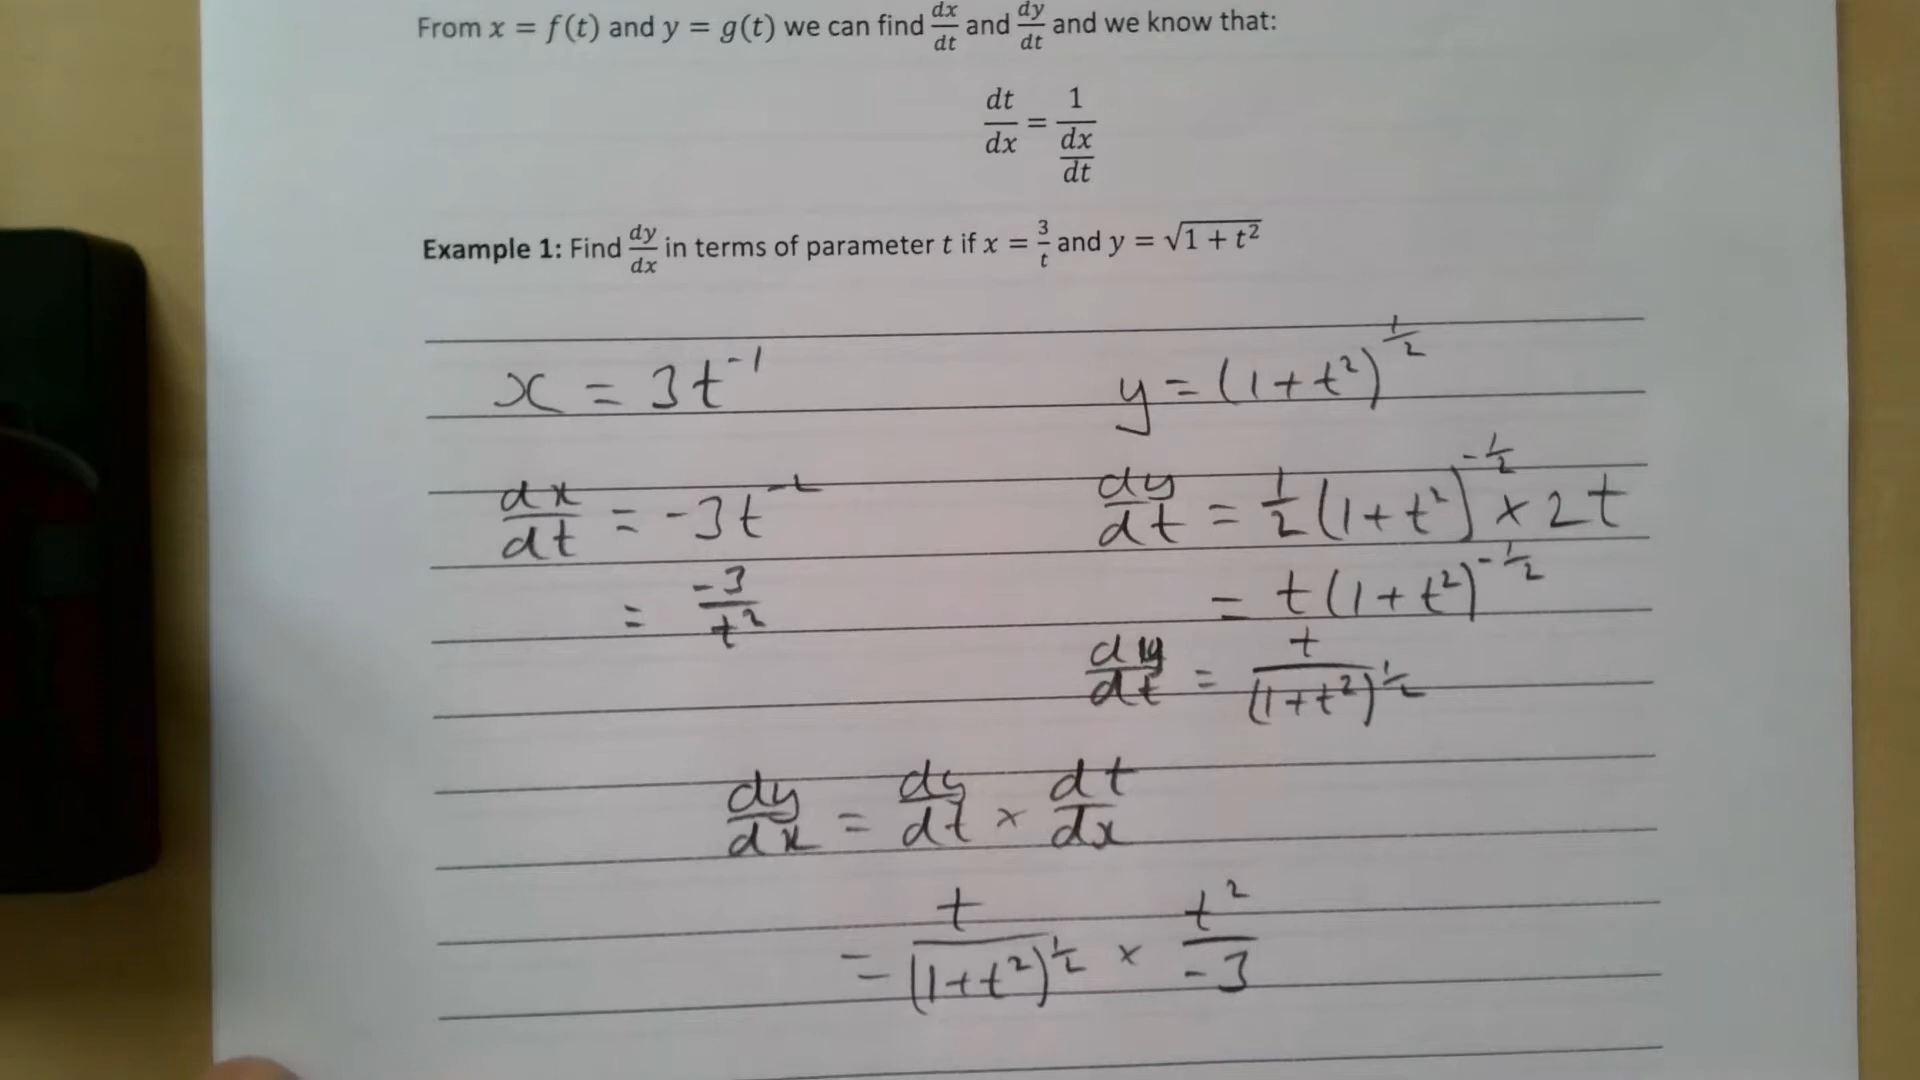 From x = f(t) and y = g(t) we can find dx/dt and dy/dt and we know that:
dt/dx = 1/(dx/dt)
Example 1: Find dy/dx in terms of parameter t if x = 3/t and y = √(1 + t²)
x = 3t⁻¹
y = (1+t²)^(1/2)
dx/dt = -3t⁻²
dy/dt = 1/2(1+t²)^(-1/2) × 2t
= -3/t²
= t(1+t²)^(-1/2)
dy/dt = t/(1+t²)^(1/2)
dy/dx = dy/dt × dt/dx
= t/(1+t²)^(1/2) × t²/-3